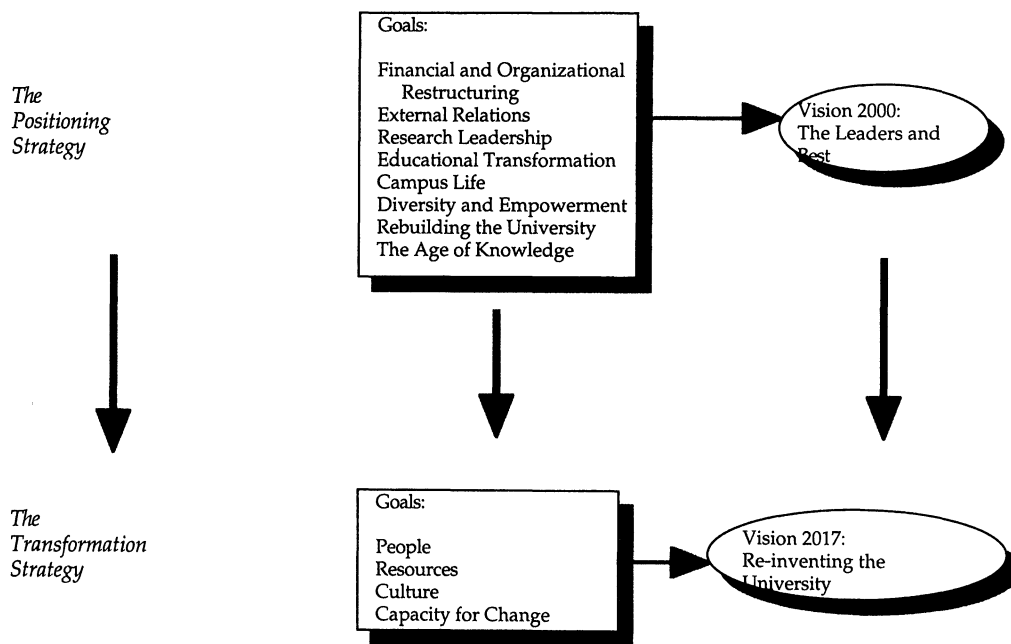 The
Positioning
Strategy
Goals:
Financial and Organizational
Restructuring
External Relations
Research Leadership
Educational Transformation
Campus Life
Diversity and Empowerment
Rebuilding the University
The Age of Knowledge
Vision 2000:
The Leaders and
Best
The
Transformation
Strategy
Goals:
People
Resources
Culture
Capacity for Change
Vision 2017:
Re-inventing the
University